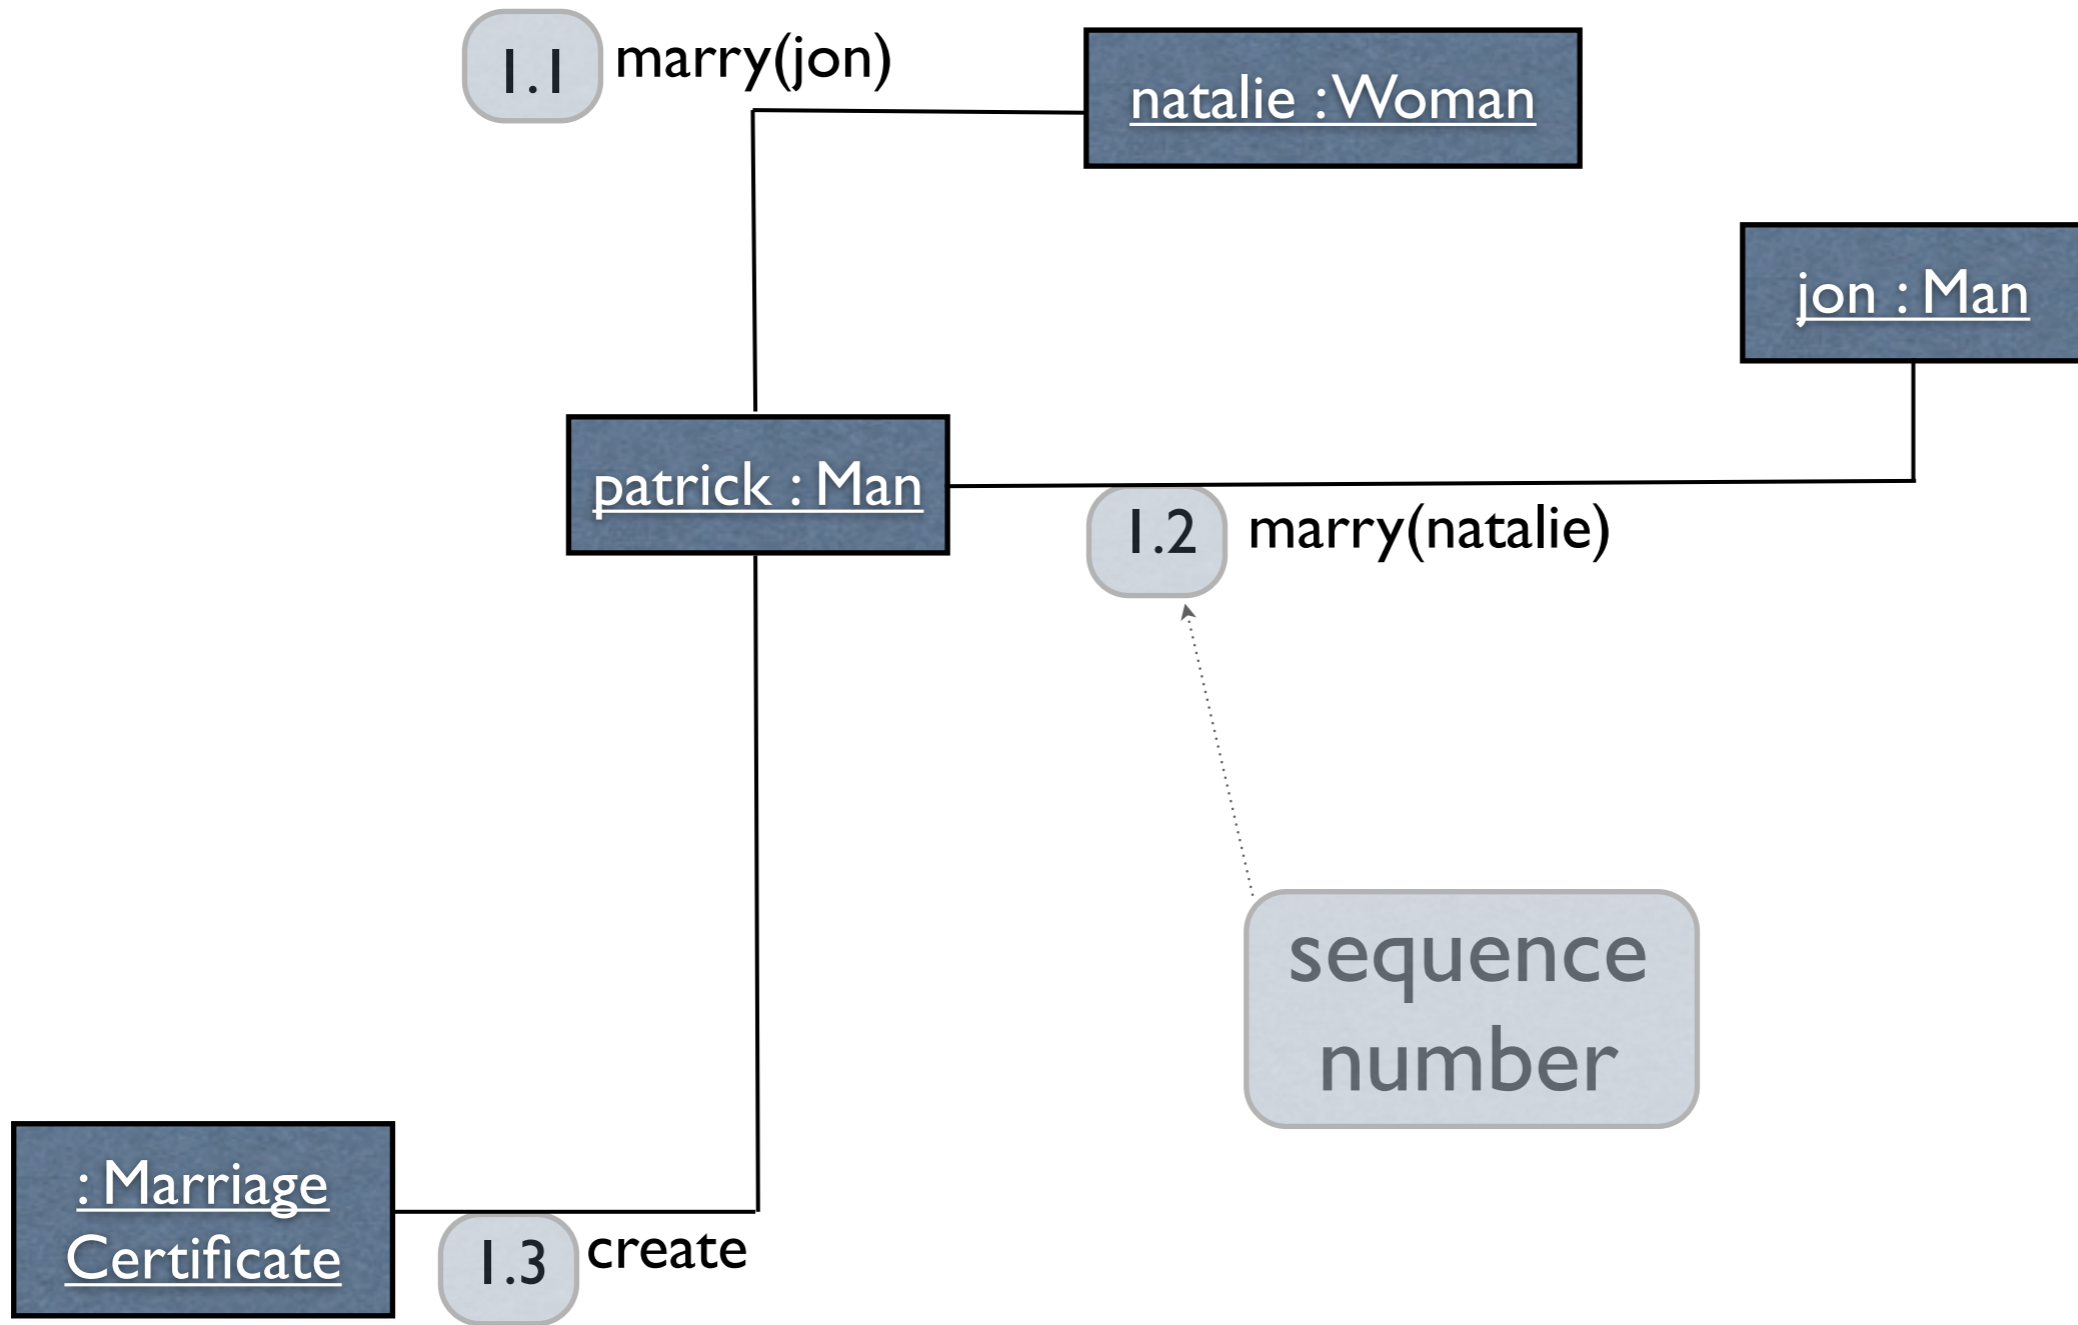 1.1 marry(jon)
natalie : Woman
jon : Man
patrick : Man
1.2 marry(natalie)
sequence
number
: Marriage
Certificate
1.3 create